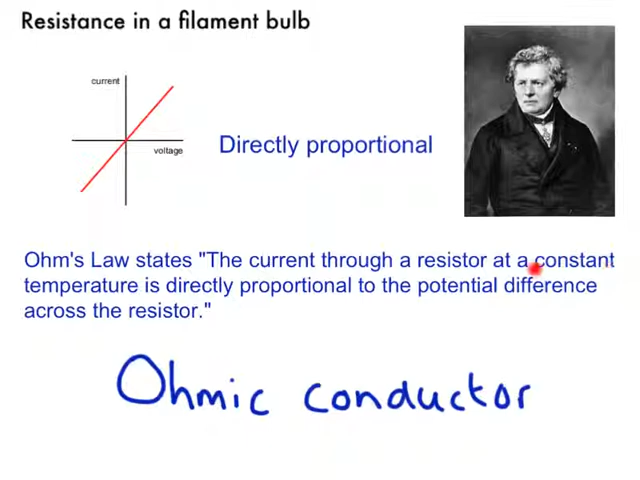 Resistance in a filament bulb
current
voltage
Directly proportional
Ohm's Law states "The current through a resistor at a constant
temperature is directly proportional to the potential difference
across the resistor."
Ohmic conductor